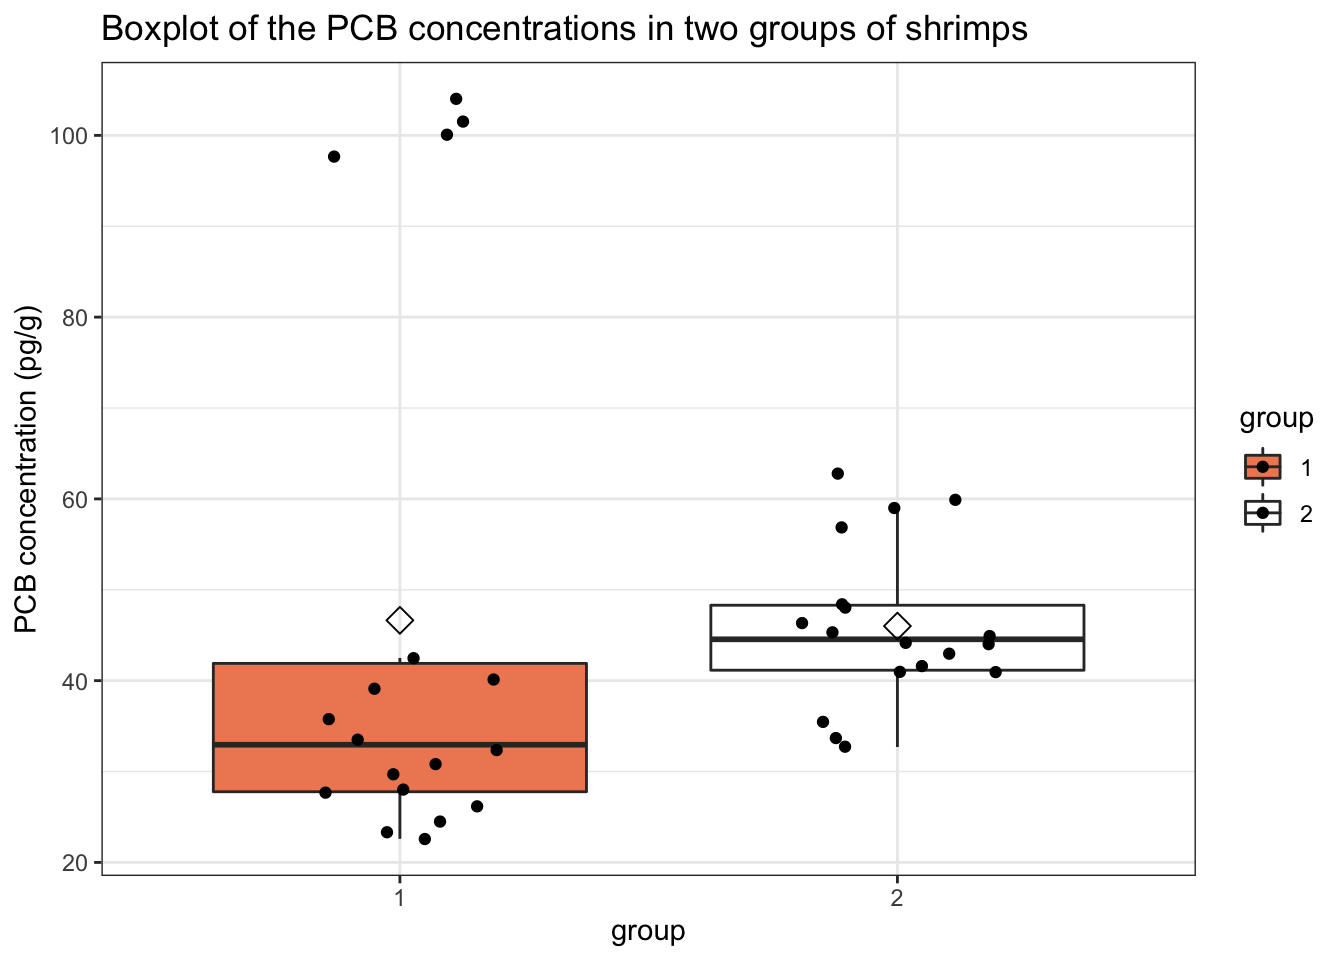 Boxplot of the PCB concentrations in two groups of shrimps
PCB concentration (pg/g)
100
80
60
40
20
1
2
group
group
1
2